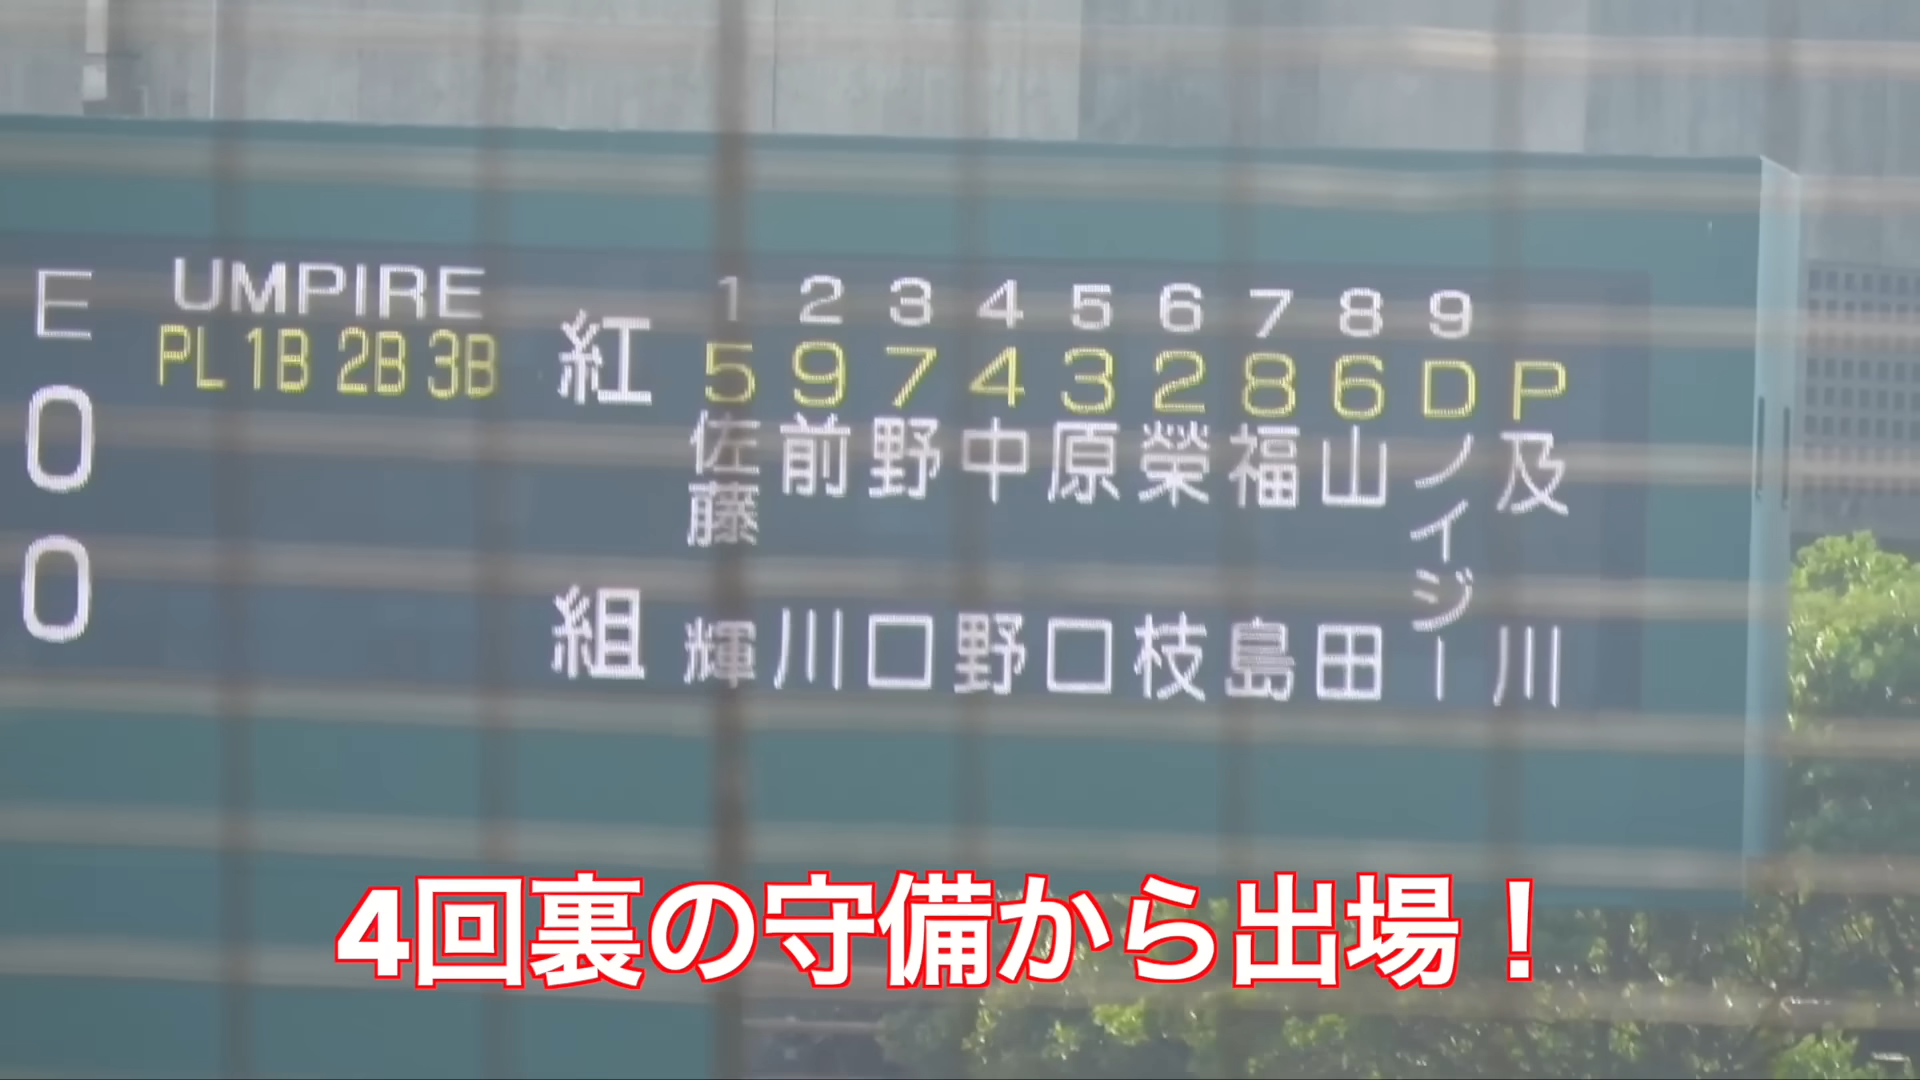 E
UMPIRE
PL 1B 2B 3B
0
0
紅組
1 2 3 4 5 6 7 8 9
5 9 7 4 3 2 8 6 D P
佐藤輝
前川
野口
中野
原口
榮枝
福島
山田
ノイジー
及川
4回裏の守備から出場！